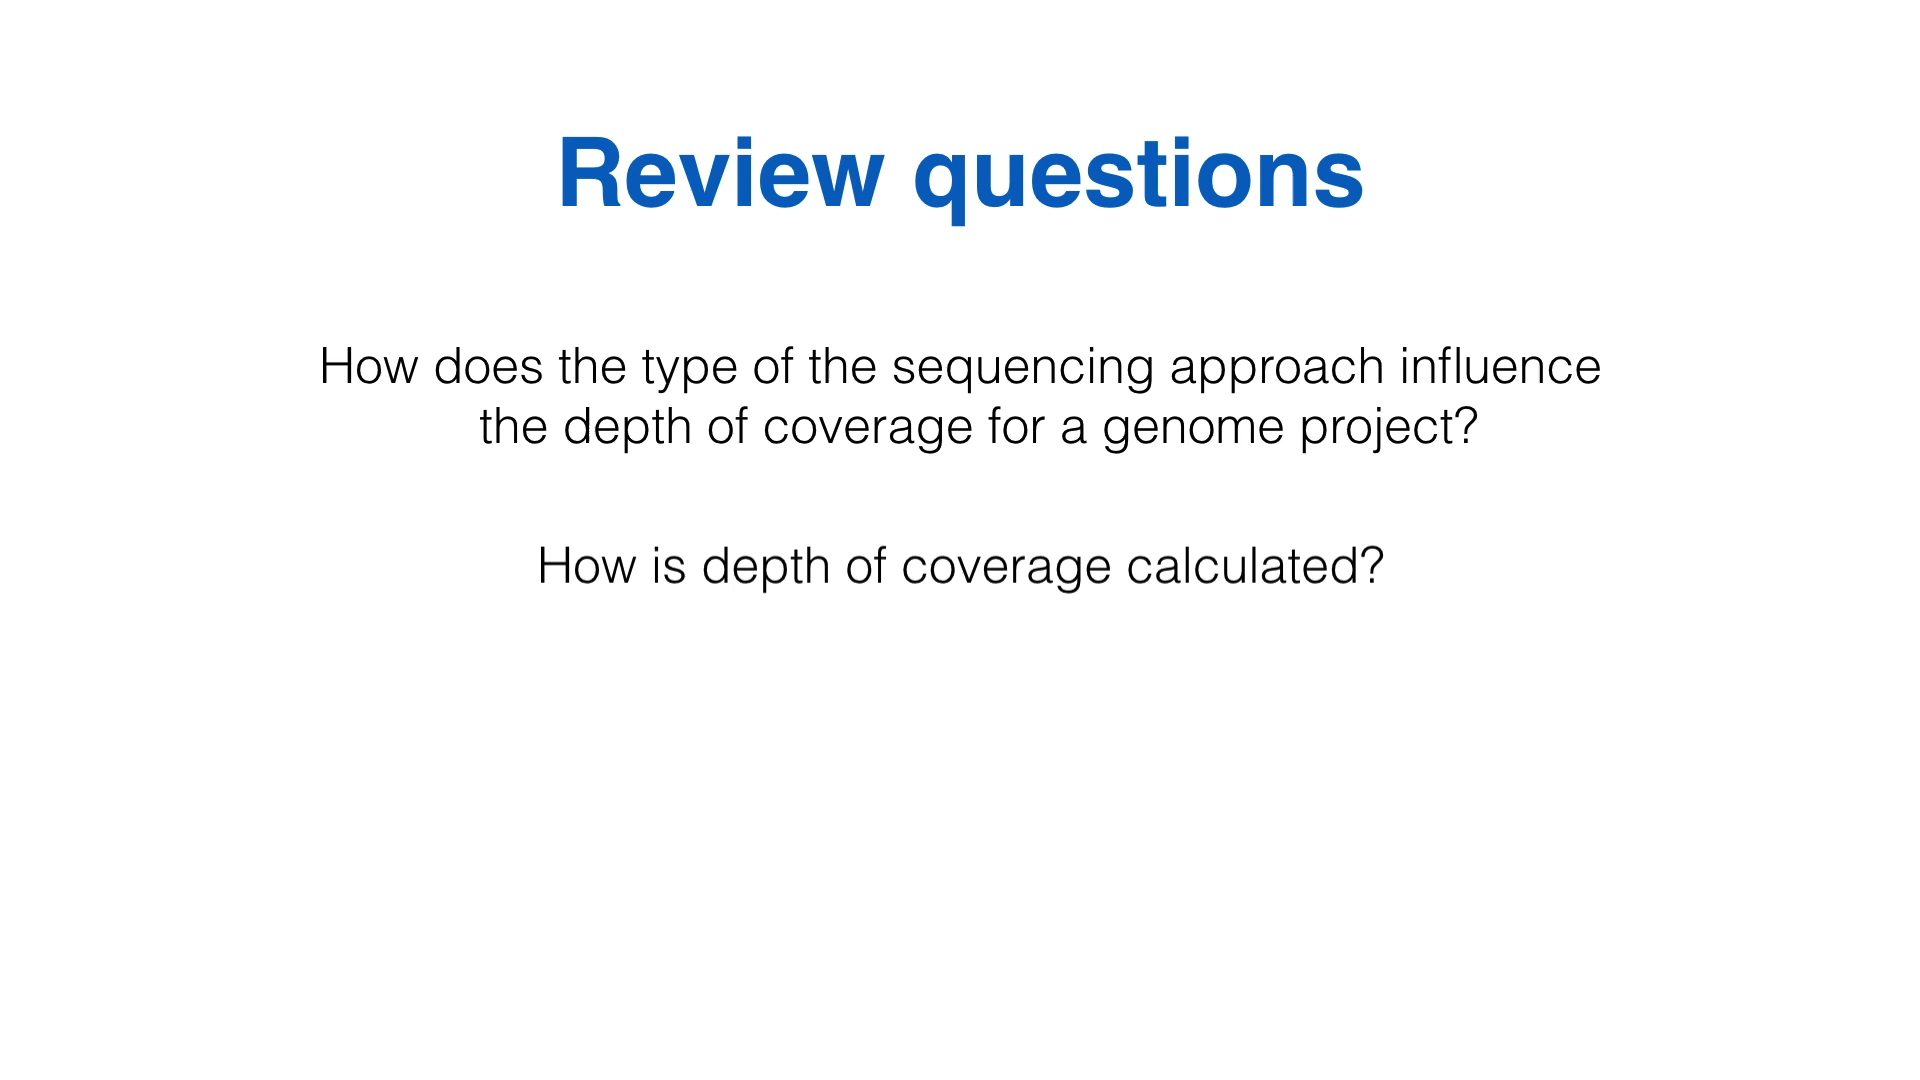 Review questions
How does the type of the sequencing approach influence
the depth of coverage for a genome project?
How is depth of coverage calculated?